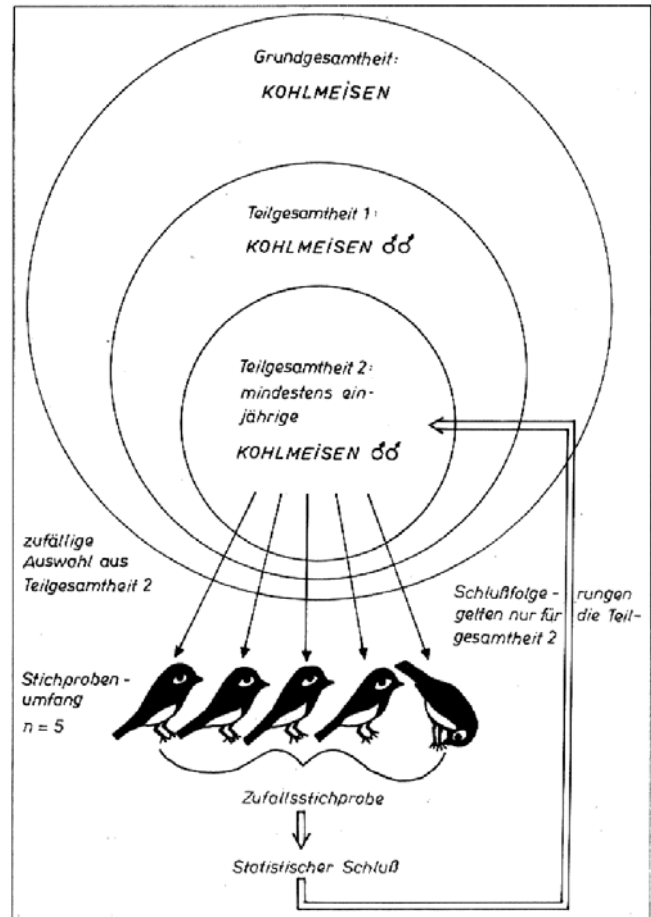 Grundgesamtheit:
KOHLMEISEN
Teilgesamtheit 1:
KOHLMEISEN ♂♂
Teilgesamtheit 2:
mindestens ein-
jährige
KOHLMEISEN ♂♂
zufällige
Auswahl aus
Teilgesamtheit 2
Schlußfolge- rungen
gelten nur für die Teil-
gesamtheit 2
Stichproben-
umfang
n = 5
Zufallsstichprobe
Statistischer Schluß